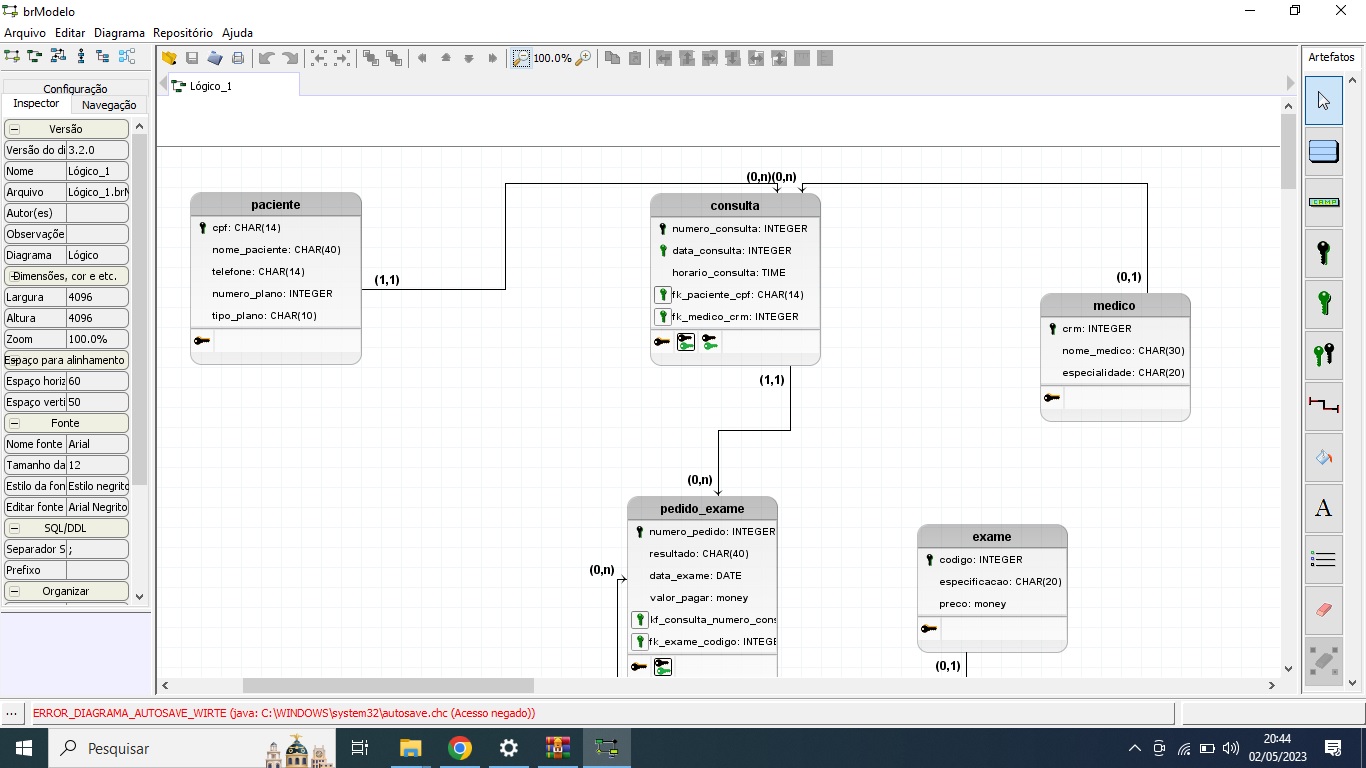 brModelo
Arquivo Editar Diagrama Repositório Ajuda
100.0%
Artefatos
Configuração
Inspector Navegação
Lógico_1
Versão
Versão do di 3.2.0
Nome Lógico_1
Arquivo Lógico_1.brM
Autor(es)
Observaçõe
Diagrama Lógico
Dimensões, cor e etc.
Largura 4096
Altura 4096
Zoom 100.0%
Espaço para alinhamento
Espaço horiz 60
Espaço verti 50
Fonte
Nome fonte Arial
Tamanho da 12
Estilo da fon Estilo negrito
Editar fonte Arial Negrito
SQL/DDL
Separador S ;
Prefixo
Organizar
paciente
cpf: CHAR(14)
nome_paciente: CHAR(40)
telefone: CHAR(14)
numero_plano: INTEGER
tipo_plano: CHAR(10)
(1,1)
(0,n)(0,n)
consulta
numero_consulta: INTEGER
data_consulta: INTEGER
horario_consulta: TIME
fk_paciente_cpf: CHAR(14)
fk_medico_crm: INTEGER
(1,1)
(0,1)
medico
crm: INTEGER
nome_medico: CHAR(30)
especialidade: CHAR(20)
(0,n)
pedido_exame
numero_pedido: INTEGER
resultado: CHAR(40)
data_exame: DATE
valor_pagar: money
kf_consulta_numero_cons
fk_exame_codigo: INTEGE
(0,n)
exame
codigo: INTEGER
especificacao: CHAR(20)
preco: money
(0,1)
CAMP
A
... ERROR_DIAGRAMA_AUTOSAVE_WIRTE (java: C:\WINDOWS\system32\autosave.chc (Acesso negado))
Pesquisar
20:44
02/05/2023